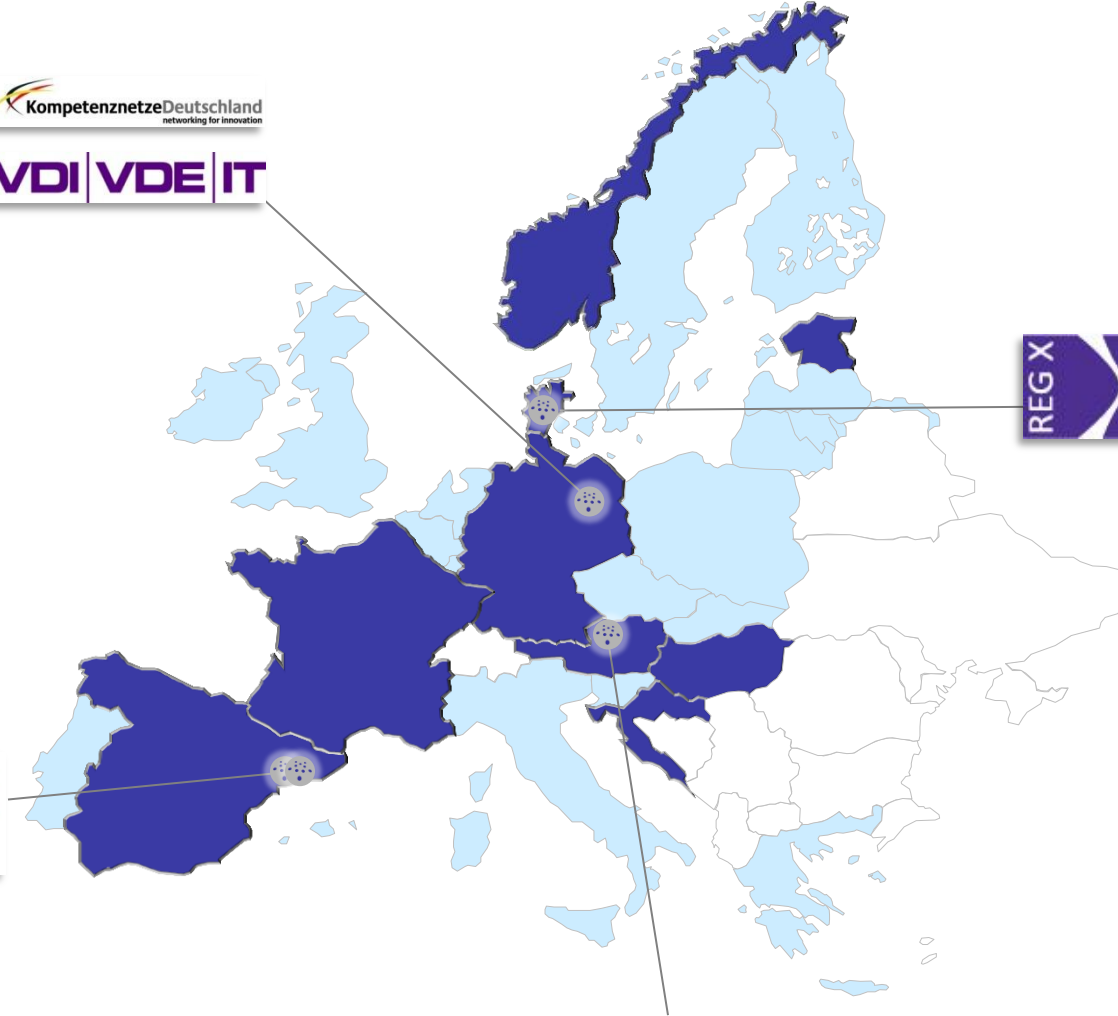 KompetenznetzeDeutschland
networking for innovation
VDI|VDE|IT
REG X